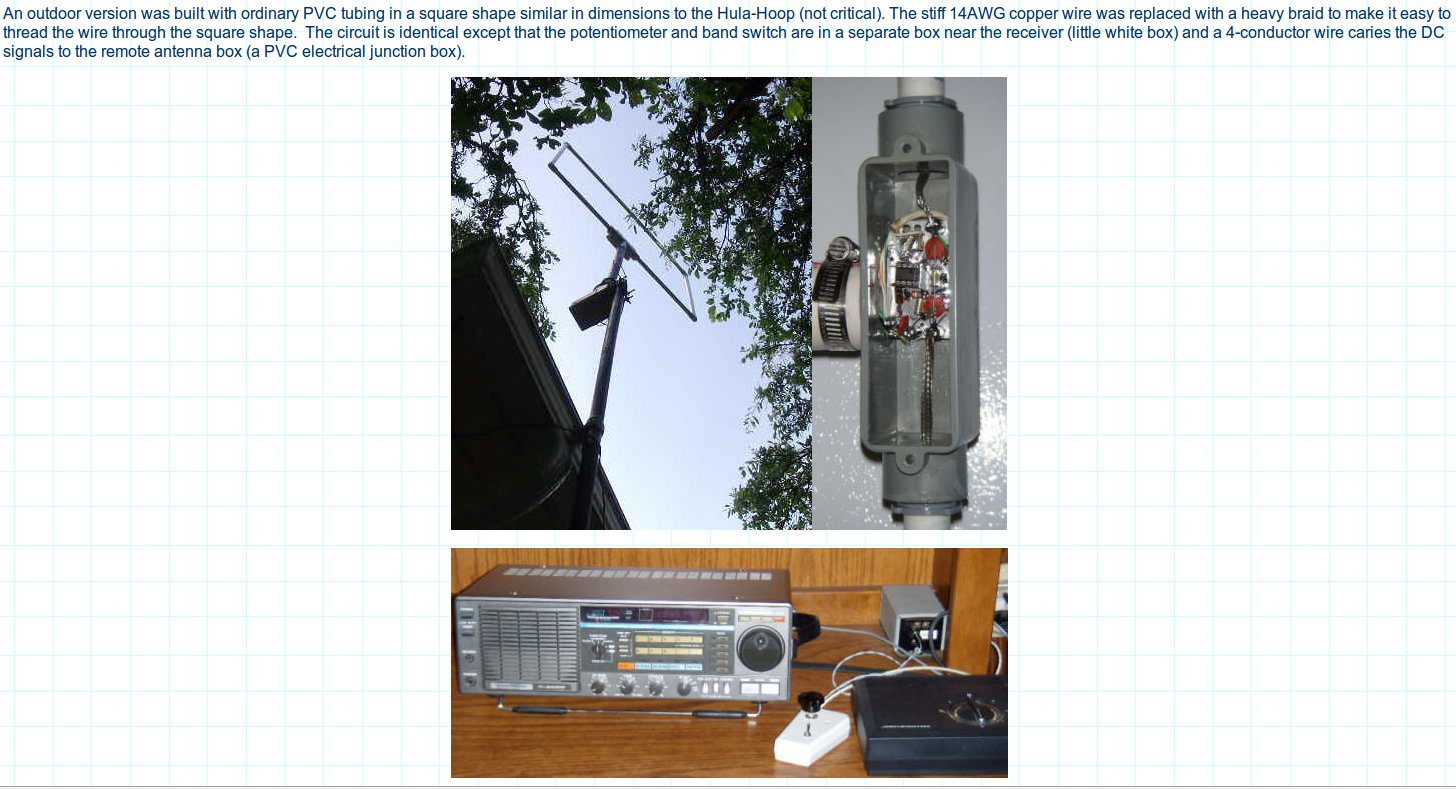 An outdoor version was built with ordinary PVC tubing in a square shape similar in dimensions to the Hula-Hoop (not critical). The stiff 14AWG copper wire was replaced with a heavy braid to make it easy to
thread the wire through the square shape.  The circuit is identical except that the potentiometer and band switch are in a separate box near the receiver (little white box) and a 4-conductor wire caries the DC
signals to the remote antenna box (a PVC electrical junction box).